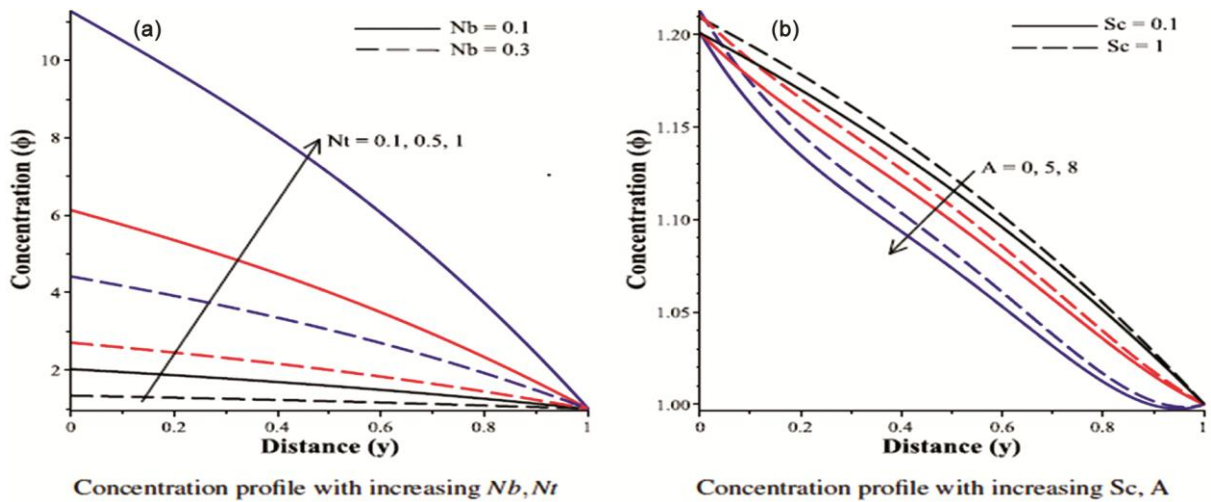 (a)
Nb = 0.1
Nb = 0.3
Nt = 0.1, 0.5, 1
Concentration (ϕ)
10
8
6
4
2
0
0.2
0.4
0.6
0.8
1
Distance (y)
Concentration profile with increasing Nb, Nt
(b)
Sc = 0.1
Sc = 1
A = 0, 5, 8
Concentration (ϕ)
1.20
1.15
1.10
1.05
1.00
0
0.2
0.4
0.6
0.8
1
Distance (y)
Concentration profile with increasing Sc, A